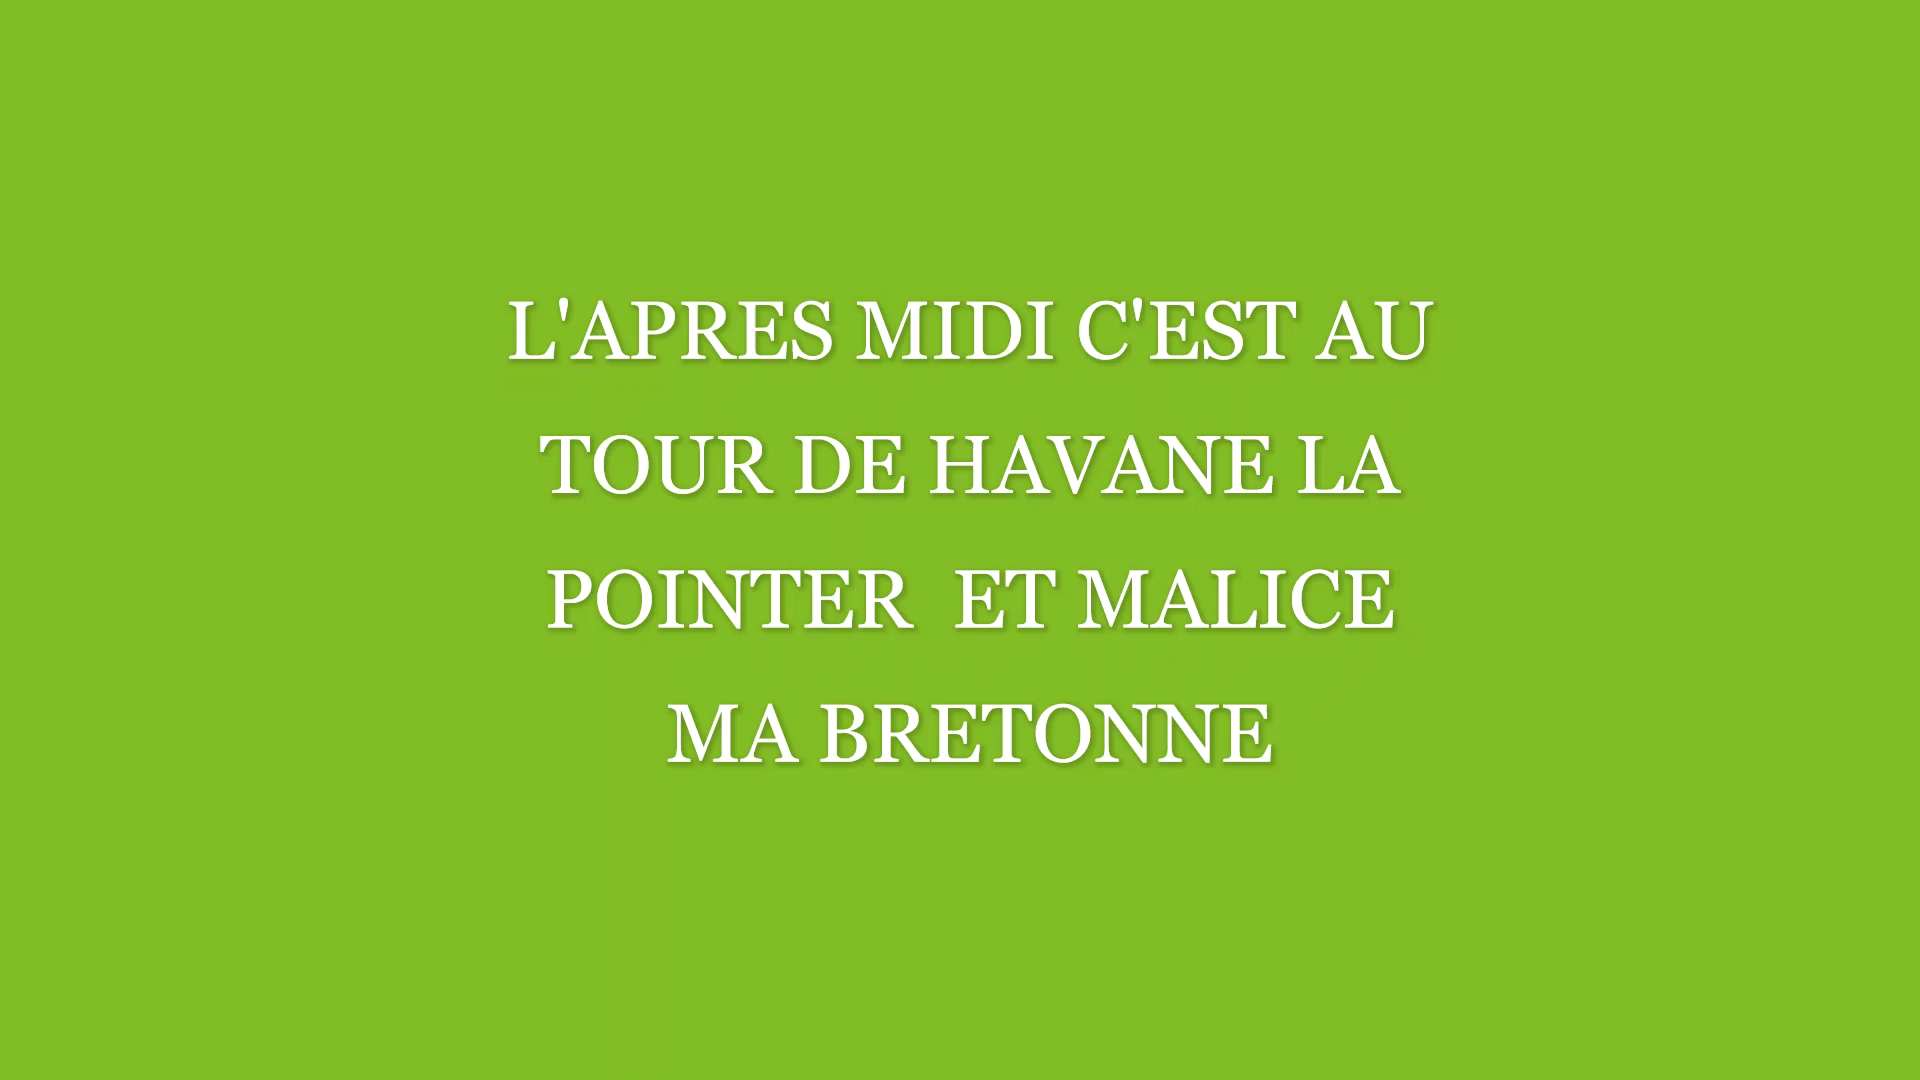 L'APRES MIDI C'EST AU
TOUR DE HAVANE LA
POINTER  ET MALICE
MA BRETONNE